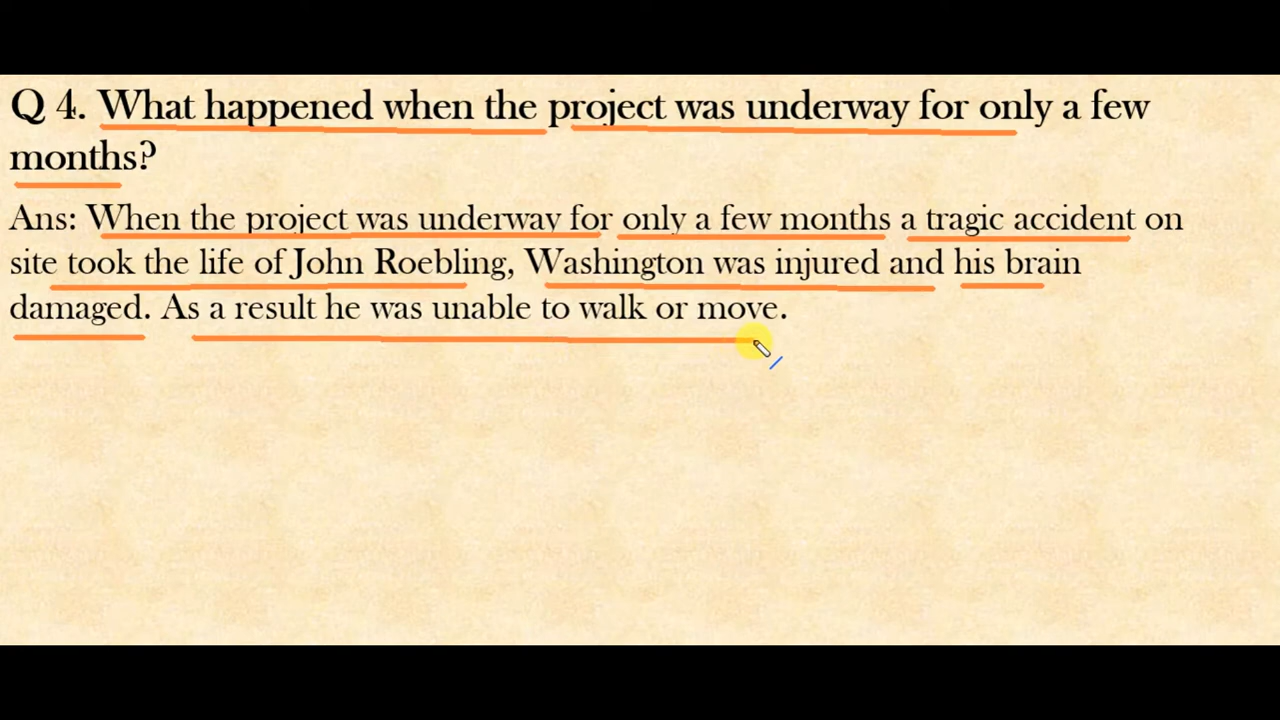 Q 4. What happened when the project was underway for only a few
months?
Ans: When the project was underway for only a few months a tragic accident on
site took the life of John Roebling, Washington was injured and his brain
damaged. As a result he was unable to walk or move.